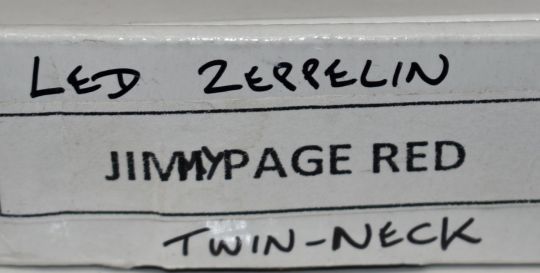 LED ZEPPELIN
JIMMYPAGE RED
TWIN-NECK